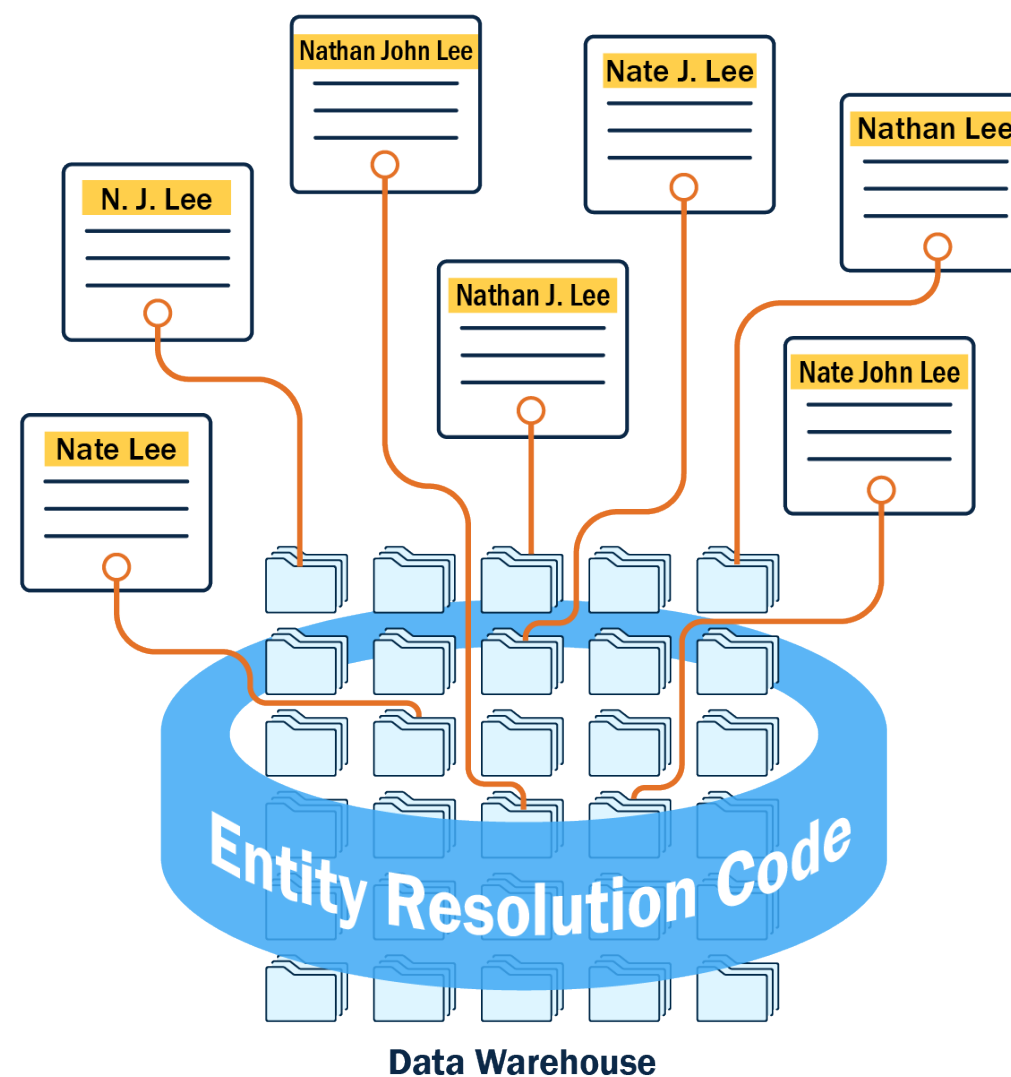 Nathan John Lee
Nate J. Lee
Nathan Lee
N. J. Lee
Nathan J. Lee
Nate John Lee
Nate Lee
Entity Resolution Code
Data Warehouse